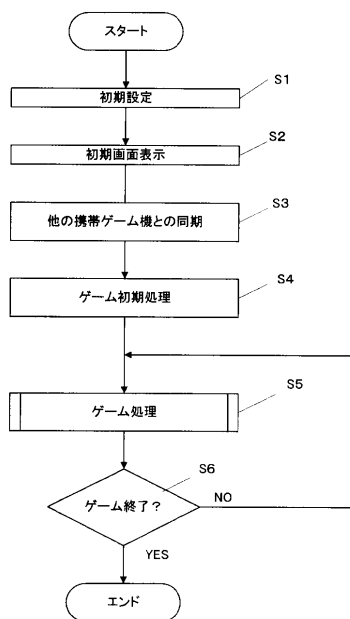 スタート
S1
初期設定
S2
初期画面表示
S3
他の携帯ゲーム機との同期
S4
ゲーム初期処理
ゲーム処理
S5
S6
ゲーム終了?
NO
YES
エンド